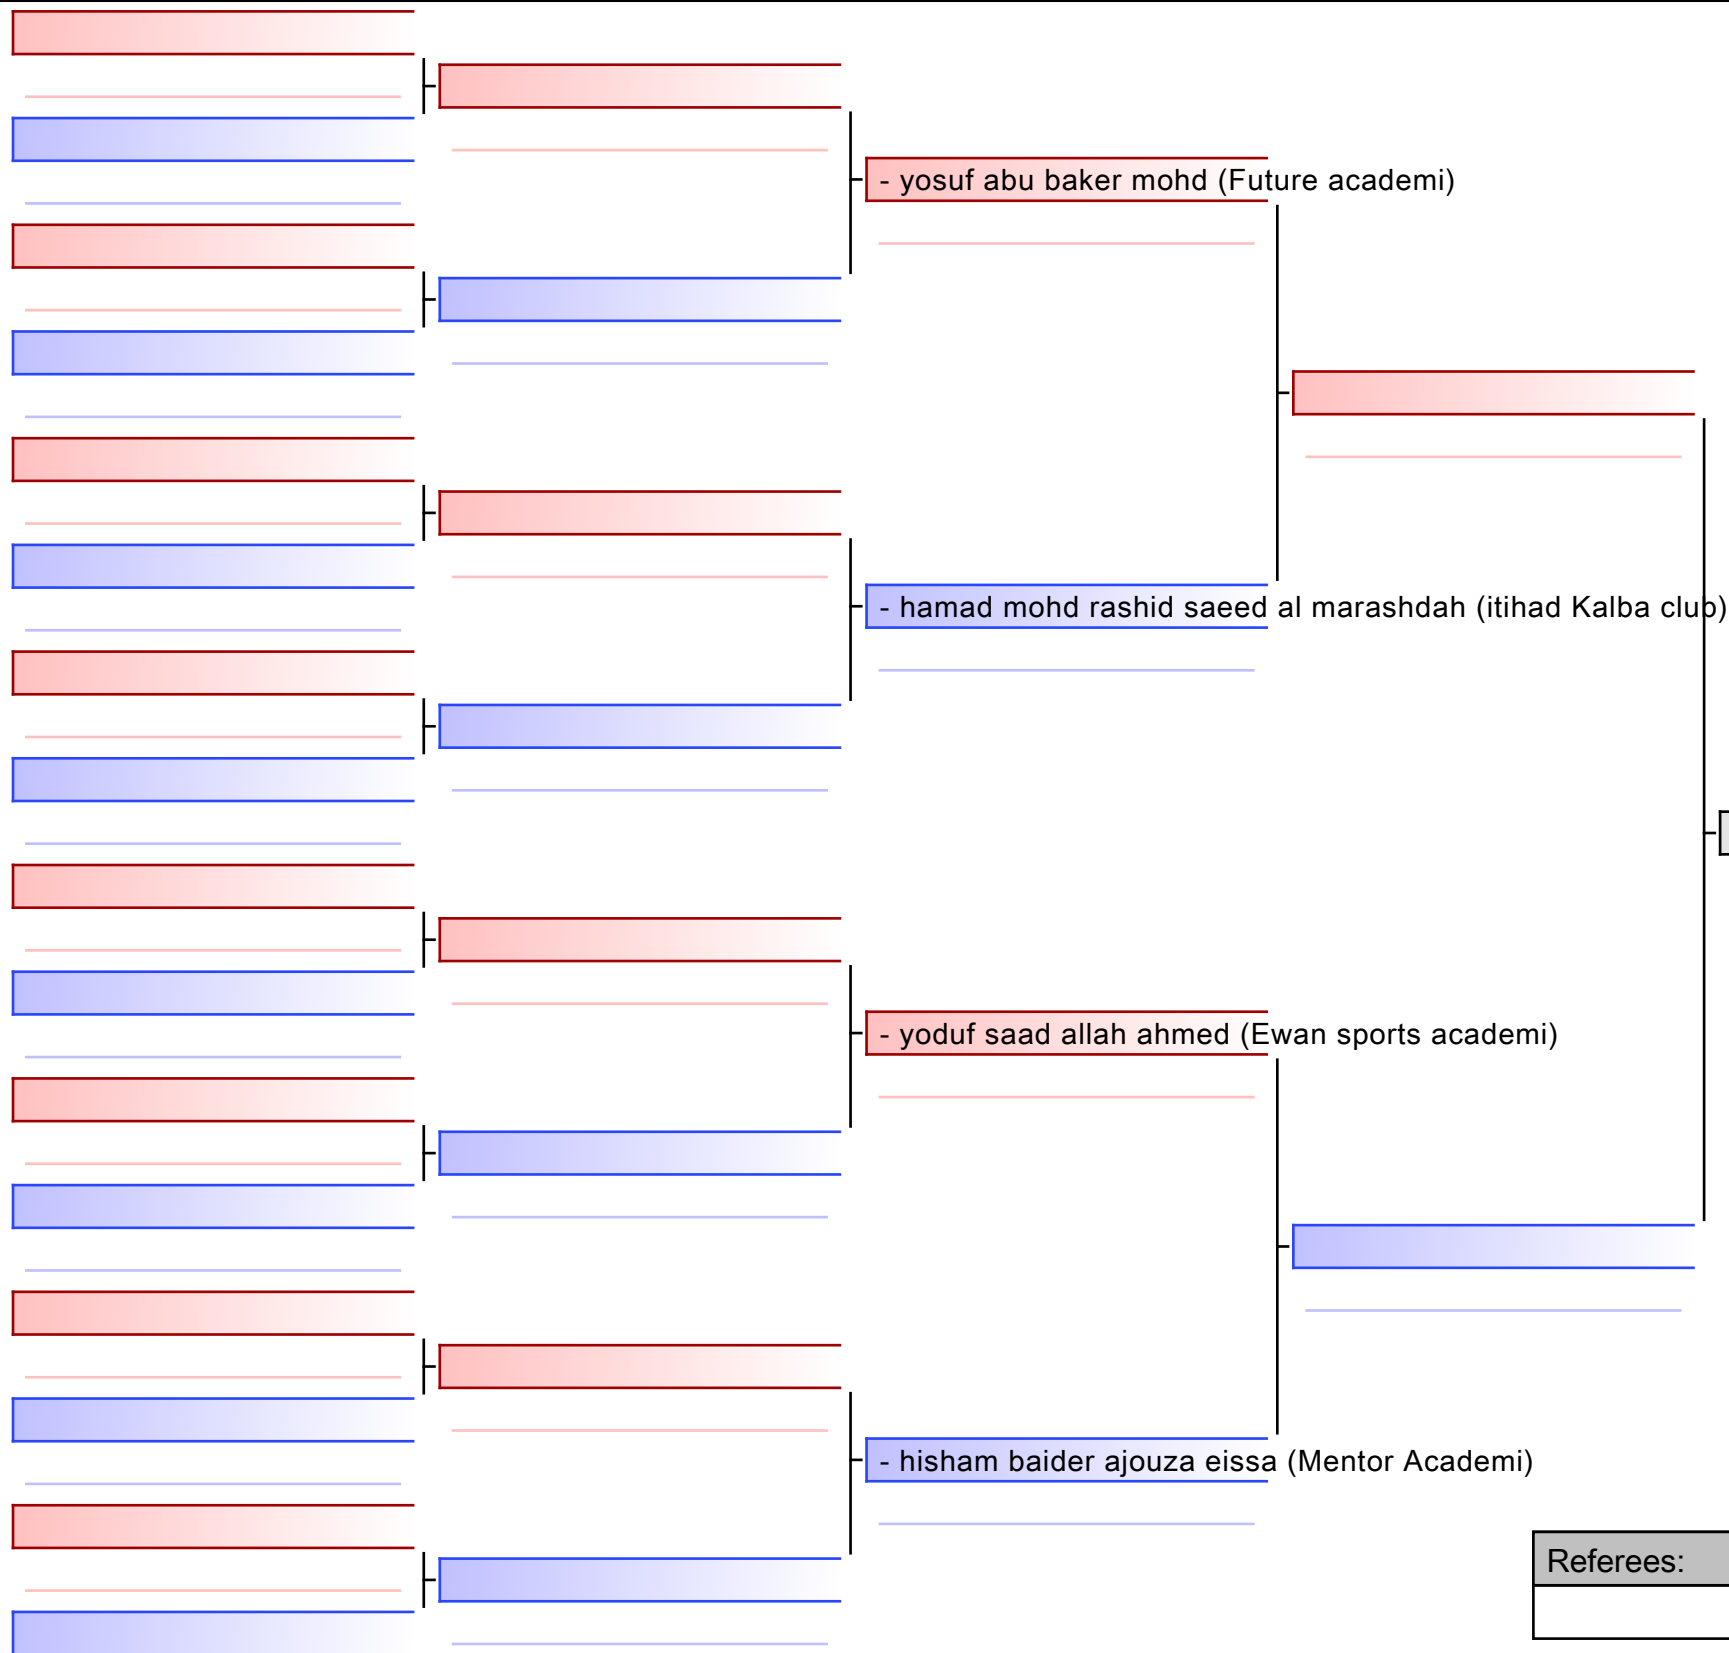 - yosuf abu baker mohd (Future academi)
- hamad mohd rashid saeed al marashdah (itihad Kalba club)
- yoduf saad allah ahmed (Ewan sports academi)
- hisham baider ajouza eissa (Mentor Academi)
Referees: